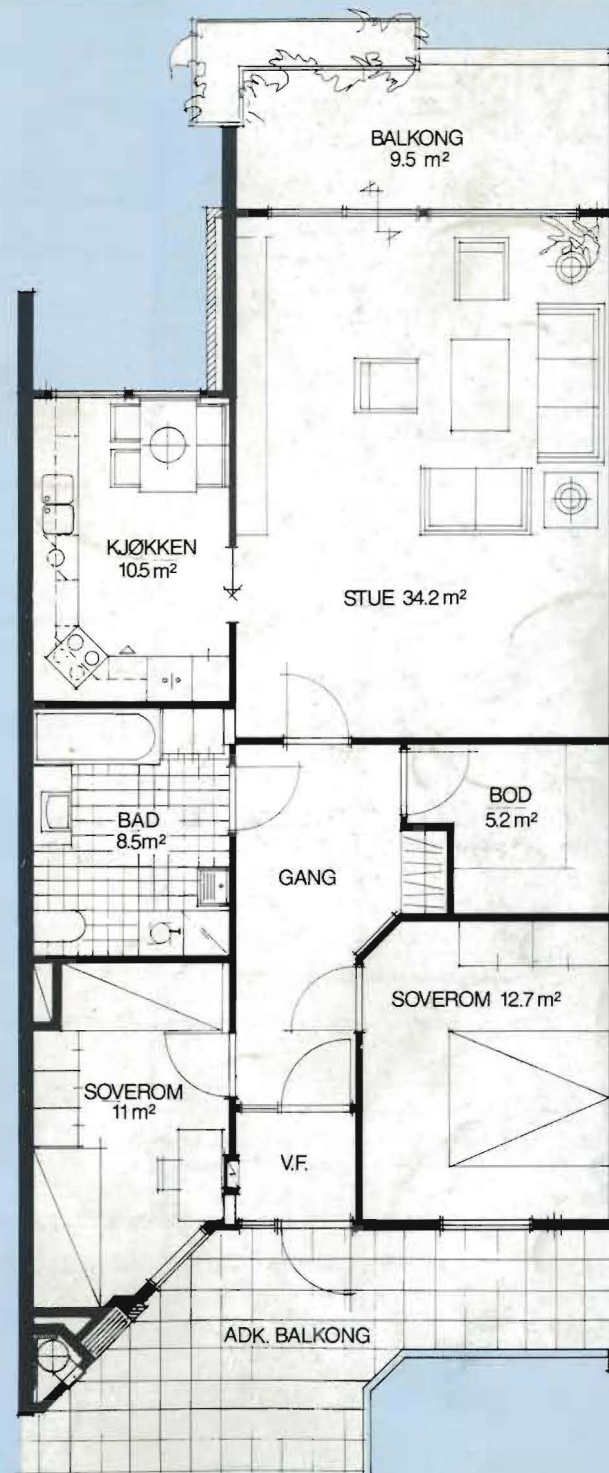 BALKONG
9.5 m²
KJØKKEN
10.5 m²
STUE 34.2 m²
BAD
8.5m²
BOD
5.2 m²
GANG
SOVEROM 12.7 m²
SOVEROM
11 m²
V.F.
ADK. BALKONG